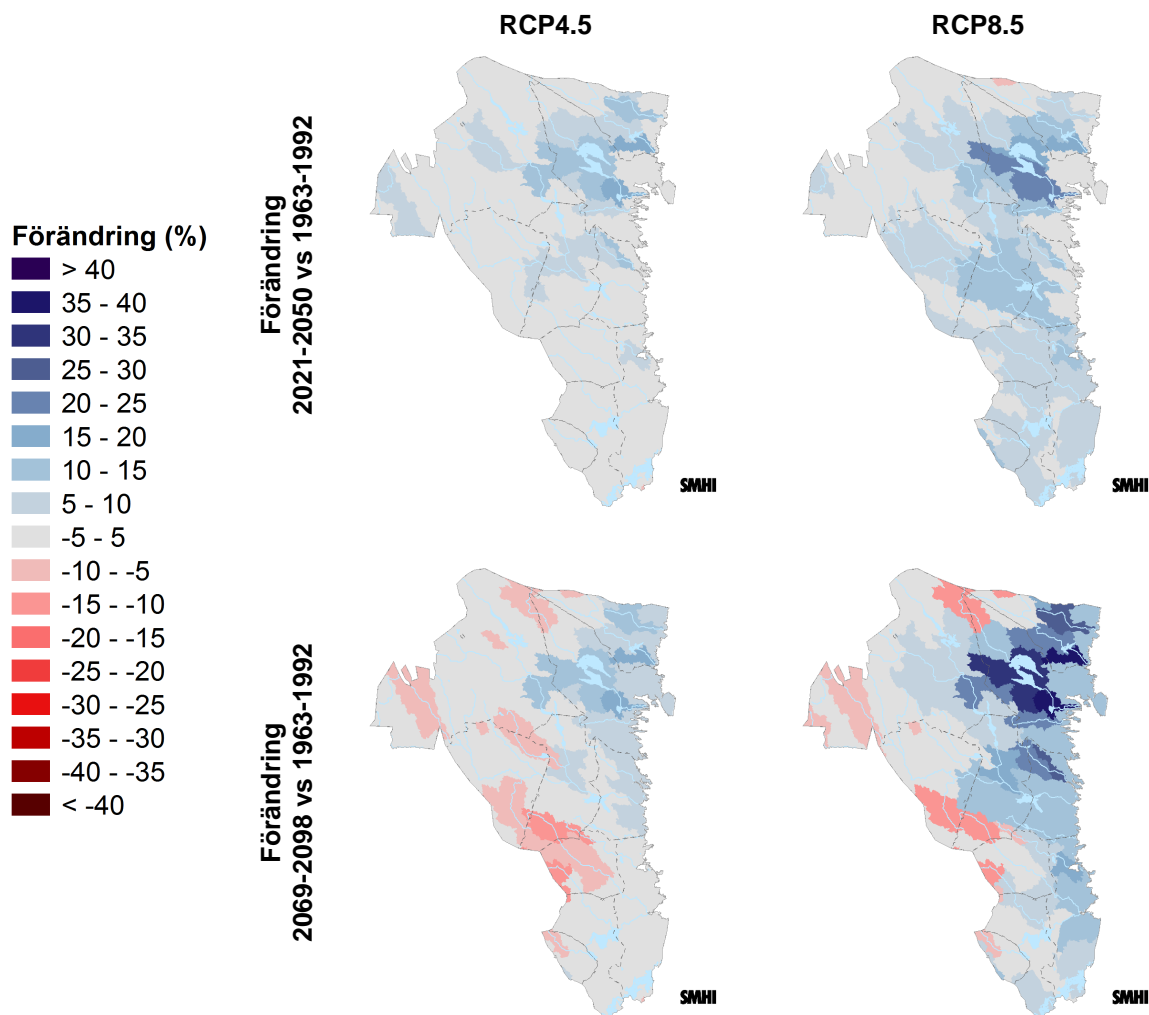 RCP4.5
RCP8.5
Förändring (%)
> 40
35 - 40
30 - 35
25 - 30
20 - 25
15 - 20
10 - 15
5 - 10
-5 - 5
-10 - -5
-15 - -10
-20 - -15
-25 - -20
-30 - -25
-35 - -30
-40 - -35
< -40
Förändring
2021-2050 vs 1963-1992
SMHI
SMHI
Förändring
2069-2098 vs 1963-1992
SMHI
SMHI